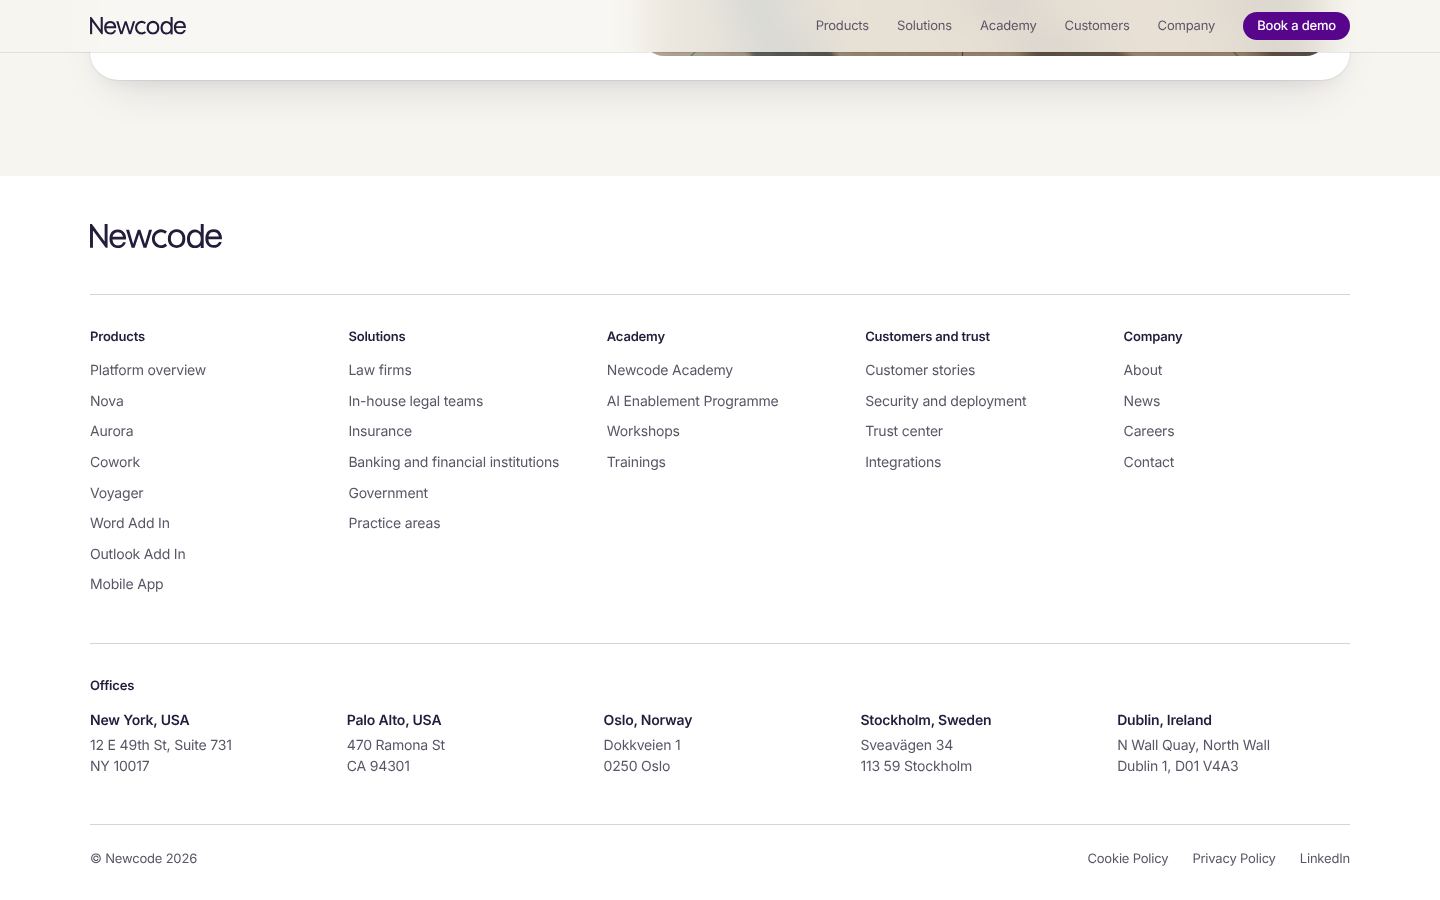 Newcode
Products Solutions Academy Customers Company Book a demo
Newcode
Products
Platform overview
Nova
Aurora
Cowork
Voyager
Word Add In
Outlook Add In
Mobile App
Solutions
Law firms
In-house legal teams
Insurance
Banking and financial institutions
Government
Practice areas
Academy
Newcode Academy
AI Enablement Programme
Workshops
Trainings
Customers and trust
Customer stories
Security and deployment
Trust center
Integrations
Company
About
News
Careers
Contact
Offices
New York, USA
12 E 49th St, Suite 731
NY 10017
Palo Alto, USA
470 Ramona St
CA 94301
Oslo, Norway
Dokkveien 1
0250 Oslo
Stockholm, Sweden
Sveavägen 34
113 59 Stockholm
Dublin, Ireland
N Wall Quay, North Wall
Dublin 1, D01 V4A3
© Newcode 2026
Cookie Policy Privacy Policy LinkedIn